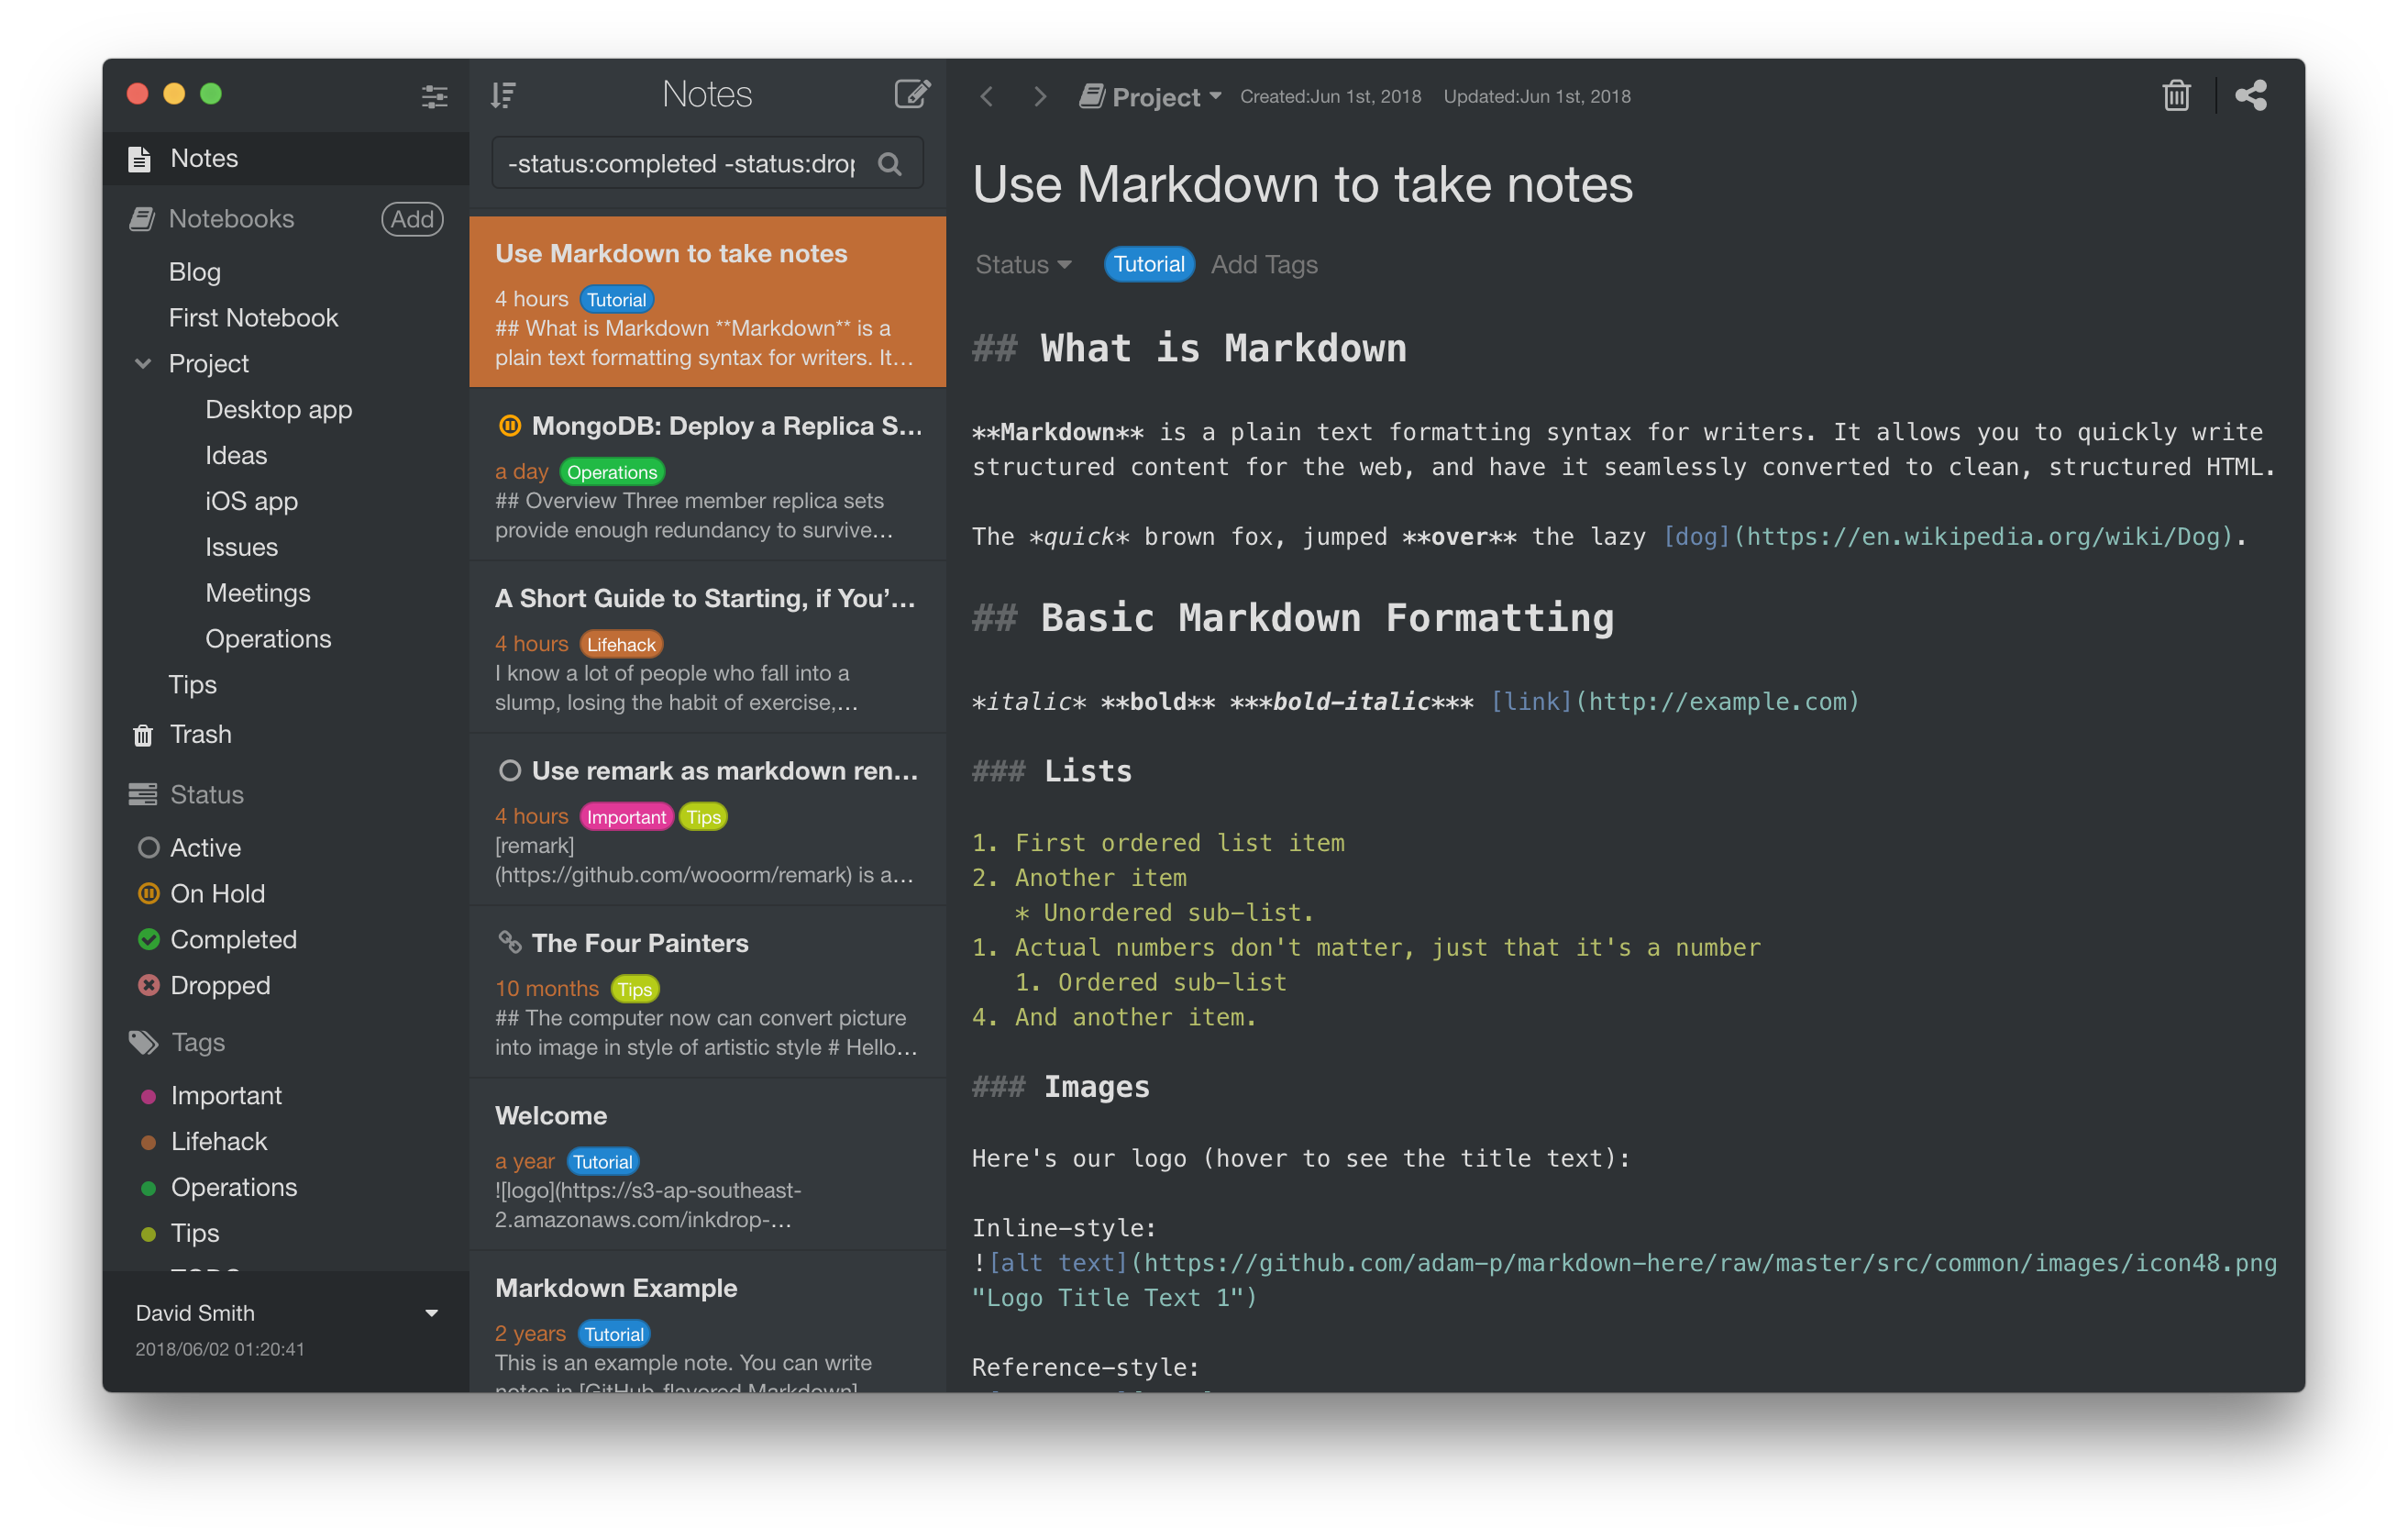 Notes
Notebooks
Add
Blog
First Notebook
Project
Desktop app
Ideas
iOS app
Issues
Meetings
Operations
Tips
Trash
Status
Active
On Hold
Completed
Dropped
Tags
Important
Lifehack
Operations
Tips
David Smith
2018/06/02 01:20:41
Notes
-status:completed -status:drop
Use Markdown to take notes
4 hours Tutorial
## What is Markdown **Markdown** is a
plain text formatting syntax for writers. It…
MongoDB: Deploy a Replica S…
a day Operations
## Overview Three member replica sets
provide enough redundancy to survive…
A Short Guide to Starting, if You’…
4 hours Lifehack
I know a lot of people who fall into a
slump, losing the habit of exercise,…
Use remark as markdown ren…
4 hours Important Tips
[remark]
(https://github.com/wooorm/remark) is a…
The Four Painters
10 months Tips
## The computer now can convert picture
into image in style of artistic style # Hello…
Welcome
a year Tutorial
![logo](https://s3-ap-southeast-
2.amazonaws.com/inkdrop-…
Markdown Example
2 years Tutorial
This is an example note. You can write
notes in [GitHub-flavored Markdown]
Project Created:Jun 1st, 2018 Updated:Jun 1st, 2018
Use Markdown to take notes
Status Tutorial Add Tags
## What is Markdown
**Markdown** is a plain text formatting syntax for writers. It allows you to quickly write
structured content for the web, and have it seamlessly converted to clean, structured HTML.
The *quick* brown fox, jumped **over** the lazy [dog](https://en.wikipedia.org/wiki/Dog).
## Basic Markdown Formatting
*italic* **bold** ***bold-italic*** [link](http://example.com)
### Lists
1. First ordered list item
2. Another item
* Unordered sub-list.
1. Actual numbers don't matter, just that it's a number
1. Ordered sub-list
4. And another item.
### Images
Here's our logo (hover to see the title text):
Inline-style:
![alt text](https://github.com/adam-p/markdown-here/raw/master/src/common/images/icon48.png
"Logo Title Text 1")
Reference-style: